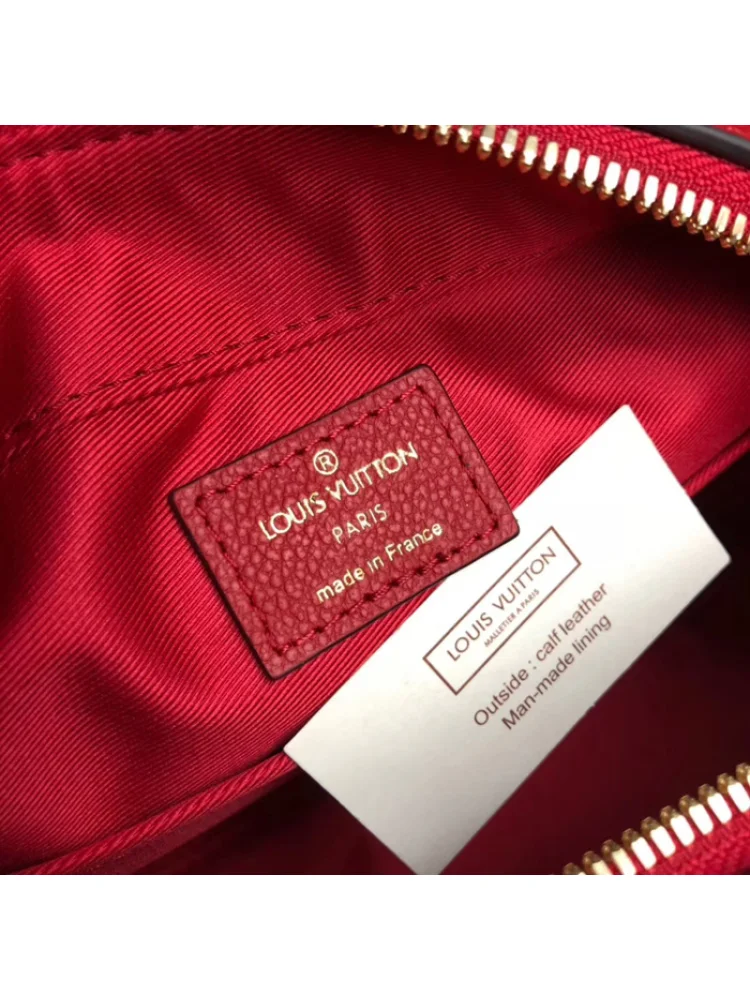 ®
LOUIS VUITTON
PARIS
made in France
LOUIS VUITTON
MALLETIER A PARIS
Outside : calf leather
Man-made lining